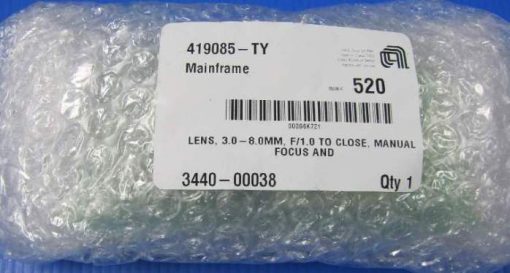 419085-TY
Mainframe
520
LENS, 3.0-8.0MM, F/1.0 TO CLOSE, MANUAL
FOCUS AND
3440-00038
Qty 1